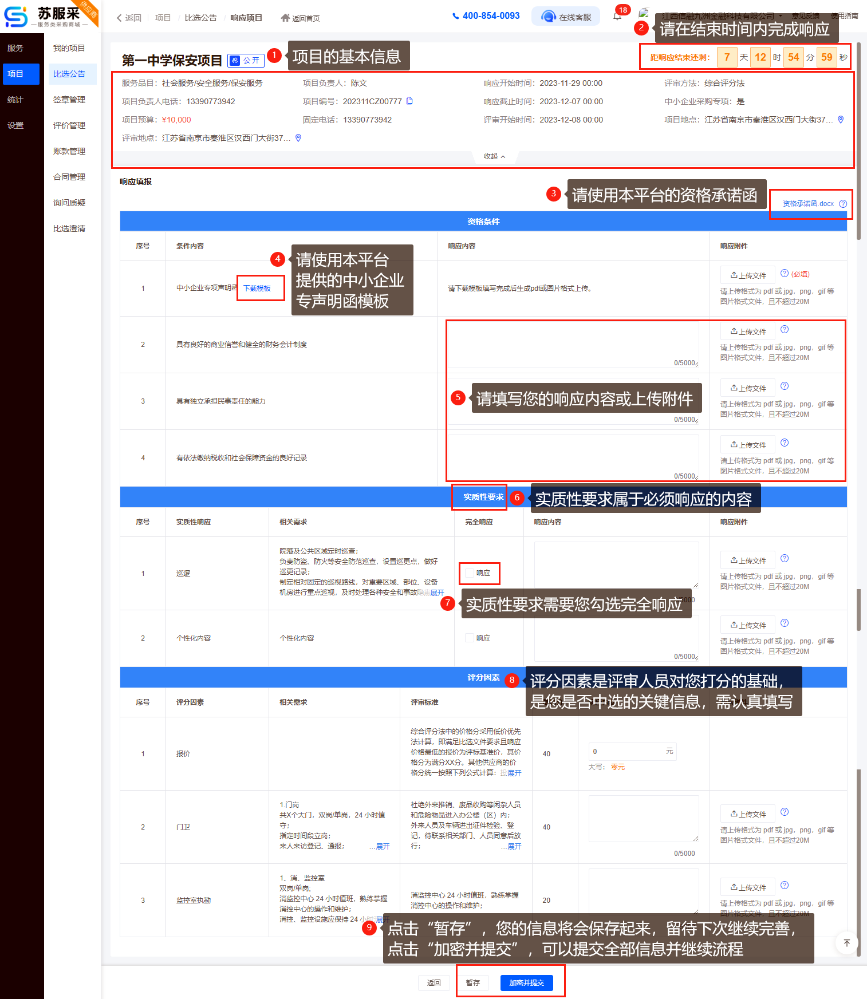 苏服采
服务类采购商城
供应商
返回
项目 / 比选公告 / 响应项目
返回首页
400-854-0093
在线客服
18
江西信融九洲金融科技有限公司
意见反馈
使用指南
服务
项目
统计
设置
我的项目
比选公告
签章管理
评价管理
账款管理
合同管理
询问质疑
比选澄清
2 请在结束时间内完成响应
第一中学保安项目
公开
1 项目的基本信息
距响应结束还剩： 7 天 12 时 54 分 59 秒
服务品目：社会服务/安全服务/保安服务
项目负责人：陈文
响应开始时间：2023-11-29 00:00
评审方法：综合评分法
项目负责人电话：13390773942
项目编号：202311CZ00777
响应截止时间：2023-12-07 00:00
中小企业采购专项：是
项目预算：¥10,000
固定电话：13390773942
评审开始时间：2023-12-08 00:00
项目地点：江苏省南京市秦淮区汉西门大街37...
评审地点：江苏省南京市秦淮区汉西门大街37...
收起
响应填报
3 请使用本平台的资格承诺函
资格承诺函.docx
资格条件
序号 条件内容 响应内容 响应附件
4 请使用本平台
提供的中小企业
专声明函模板
1
中小企业专项声明函
下载模板
请下载模板填写完成后生成pdf或图片格式上传。
上传文件
(必填)
请上传格式为 pdf 或 jpg，png，gif 等
图片格式文件，且不超过20M
2
具有良好的商业信誉和健全的财务会计制度
0/5000
上传文件
请上传格式为 pdf 或 jpg，png，gif 等
图片格式文件，且不超过20M
3
具有独立承担民事责任的能力
5 请填写您的响应内容或上传附件
0/5000
上传文件
请上传格式为 pdf 或 jpg，png，gif 等
图片格式文件，且不超过20M
4
有依法缴纳税收和社会保障资金的良好记录
0/5000
上传文件
请上传格式为 pdf 或 jpg，png，gif 等
图片格式文件，且不超过20M
实质性要求
6 实质性要求属于必须响应的内容
序号 实质性响应 相关需求 完全响应 响应内容 响应附件
1
巡逻
院落及公共区域定时巡查；
负责防盗、防火等安全防范巡查，设置巡更点，做好
巡更记录；
制定相对固定的巡视路线，对重要区域、部位、设备
机房进行重点巡视，及时处理各种安全和事故隐患展开
响应
上传文件
请上传格式为 pdf 或 jpg，png，gif 等
图片格式文件，且不超过20M
7 实质性要求需要您勾选完全响应
2
个性化内容
个性化内容
响应
0/5000
上传文件
请上传格式为 pdf 或 jpg，png，gif 等
图片格式文件，且不超过20M
评分因素
8 评分因素是评审人员对您打分的基础，
是您是否中选的关键信息，需认真填写
序号 评分因素 相关需求 评审标准
1
报价
综合评分法中的价格分采用低价优先
法计算，即满足比选文件要求且响应
价格最低的报价为评标基准价，其价
格分为满分XX分。其他供应商的价
格分统一按照下列公式计算：投展开
40
0 元
大写： 零元
2
门卫
1.门岗
共X个大门，双岗/单岗，24 小时值
守；
指定时间段立岗；
来人来访登记、通报； ...展开
杜绝外来推销、废品收购等闲杂人员
和危险物品进入办公楼（区）内；
外来人员及车辆进出证件检验、登
记，待联系相关部门、人员同意后放
行； ...展开
40
0/5000
上传文件
请上传格式为 pdf 或 jpg，png，gif 等
图片格式文件，且不超过20M
3
监控室执勤
1、消、监控室
双岗/单岗;
消监控中心 24 小时值班，熟练掌握
消控中心的操作和维护;
消控、监控设施应保持 24 小时 展开
消监控中心 24 小时值班，熟练掌握
消控中心的操作和维护;
20
上传文件
请上传格式为 pdf 或 jpg，png，gif 等
图片格式文件，且不超过20M
9 点击“暂存”，您的信息将会保存起来，留待下次继续完善，
点击“加密并提交”，可以提交全部信息并继续流程
返回
暂存
加密并提交